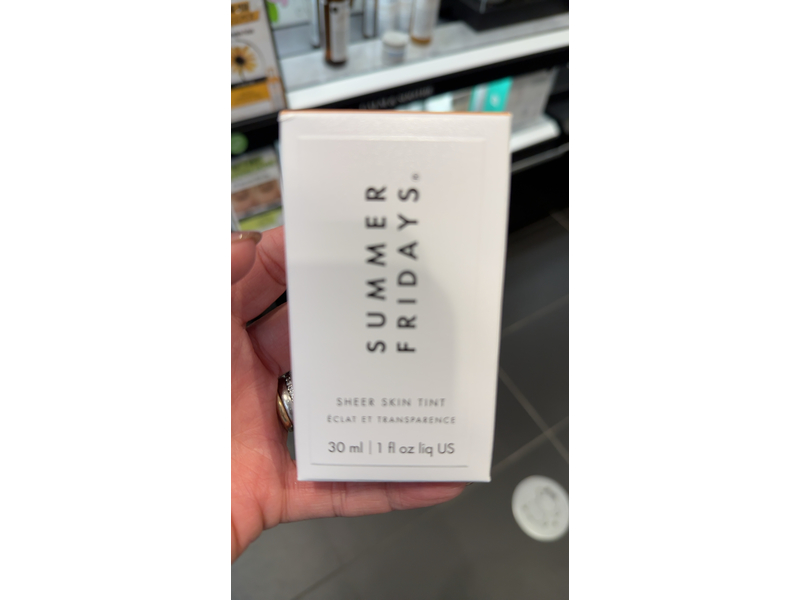 SUMMER
FRIDAYS®
SHEER SKIN TINT
ÉCLAT ET TRANSPARENCE
30 ml | 1 fl oz liq US